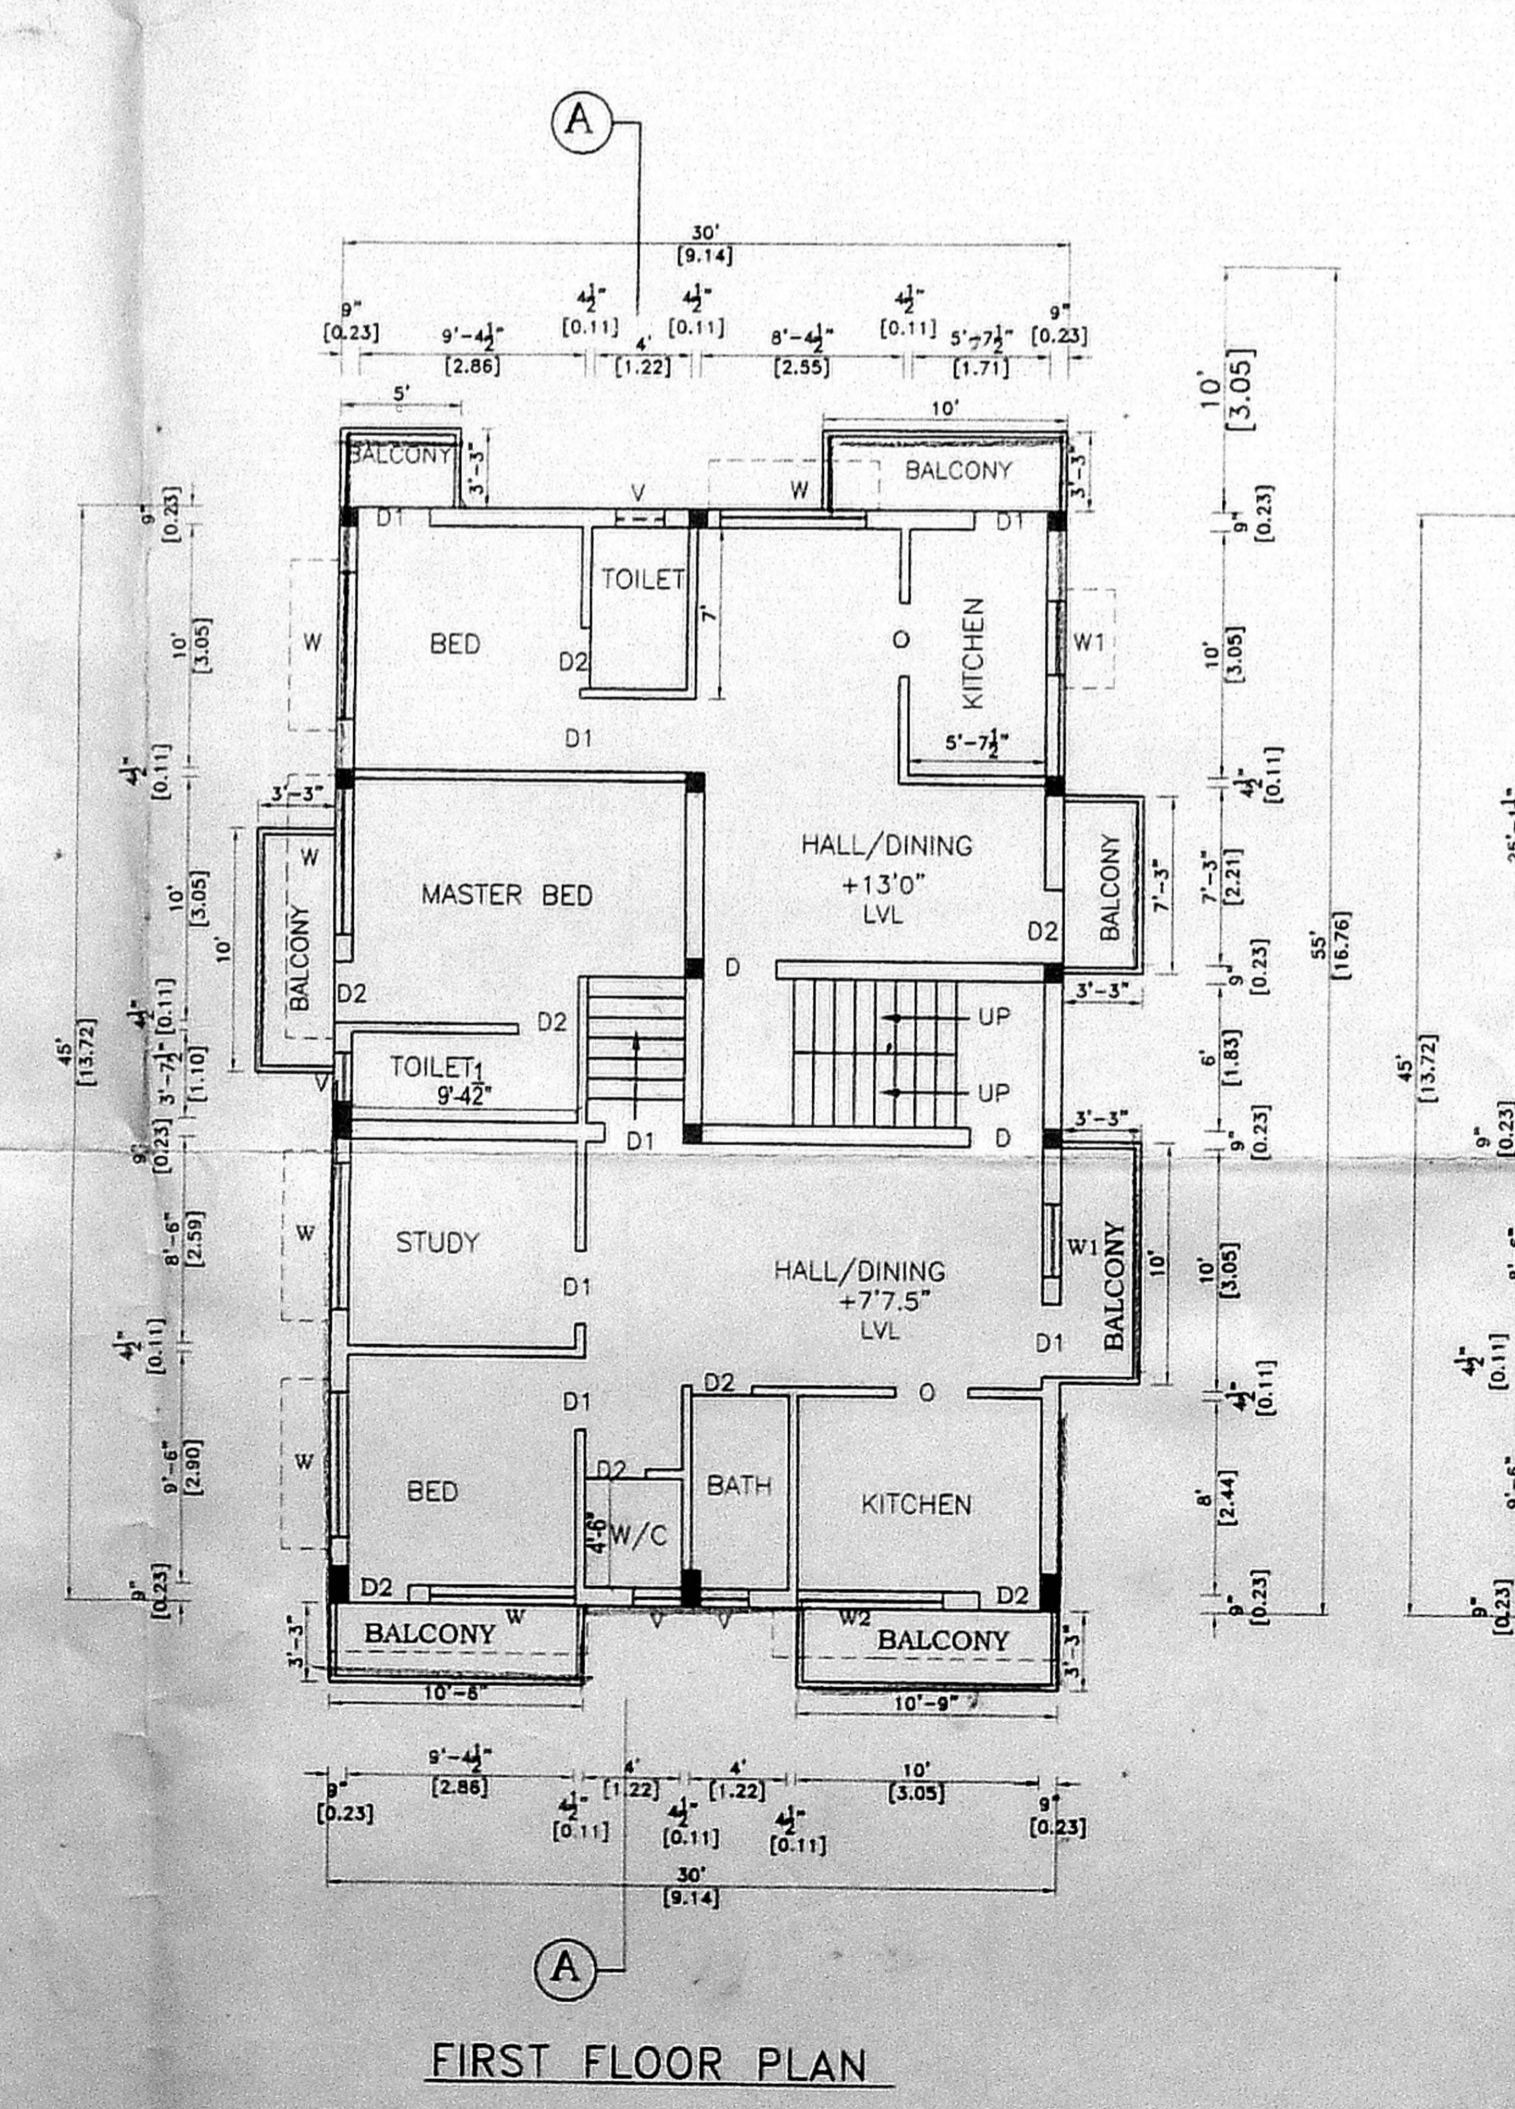 A
30'
[9.14]
9"
[0.23]
9'-4½"
[2.86]
4½"
[0.11]
4'
[1.22]
4½"
[0.11]
8'-4½"
[2.55]
4½"
[0.11]
5'-7½"
[1.71]
9"
[0.23]
5'
10'
10'
[3.05]
BALCONY
3'-3"
BALCONY
3'-3"
V
W
D1
D1
9"
[0.23]
9"
[0.23]
TOILET
7'
BED
D2
O
KITCHEN
W
W1
10'
[3.05]
10'
[3.05]
D1
5'-7½"
4½"
[0.11]
4½"
[0.11]
3'-3"
W
MASTER BED
HALL/DINING
+13'0"
LVL
BALCONY
7'-3"
7'-3"
[2.21]
10'
[3.05]
10'
BALCONY
D2
D
D2
3'-3"
9"
[0.23]
55'
[16.76]
4½"
[0.11]
D2
UP
UP
6'
[1.83]
45'
[13.72]
45'
[13.72]
3'-7½"
[1.10]
V
TOILET
9'-4½"
D1
D
3'-3"
9"
[0.23]
9"
[0.23]
9"
[0.23]
STUDY
W
8'-6"
[2.59]
D1
HALL/DINING
+7'7.5"
LVL
W1
BALCONY
10'
10'
[3.05]
D1
4½"
[0.11]
4½"
[0.11]
4½"
[0.11]
D1
D2
O
W
9'-6"
[2.90]
BED
D2
4'-6"
W/C
BATH
KITCHEN
8'
[2.44]
9"
[0.23]
D2
D2
9"
[0.23]
9"
[0.23]
3'-3"
BALCONY
W
V
V
W2
BALCONY
3'-3"
10'-6"
10'-9"
9"
[0.23]
9'-4½"
[2.86]
4½"
[0.11]
4'
[1.22]
4½"
[0.11]
4'
[1.22]
4½"
[0.11]
10'
[3.05]
9"
[0.23]
30'
[9.14]
A
FIRST FLOOR PLAN